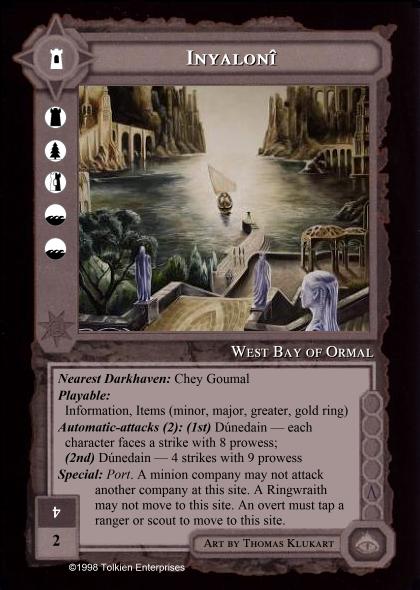 INYALONÎ
WEST BAY OF ORMAL
Nearest Darkhaven: Chey Goumal
Playable:
Information, Items (minor, major, greater, gold ring)
Automatic-attacks (2): (1st) Dúnedain — each
character faces a strike with 8 prowess;
(2nd) Dúnedain — 4 strikes with 9 prowess
Special: Port. A minion company may not attack
another company at this site. A Ringwraith
may not move to this site. An overt must tap a
ranger or scout to move to this site.
4
2
ART BY THOMAS KLUKART
©1998 Tolkien Enterprises